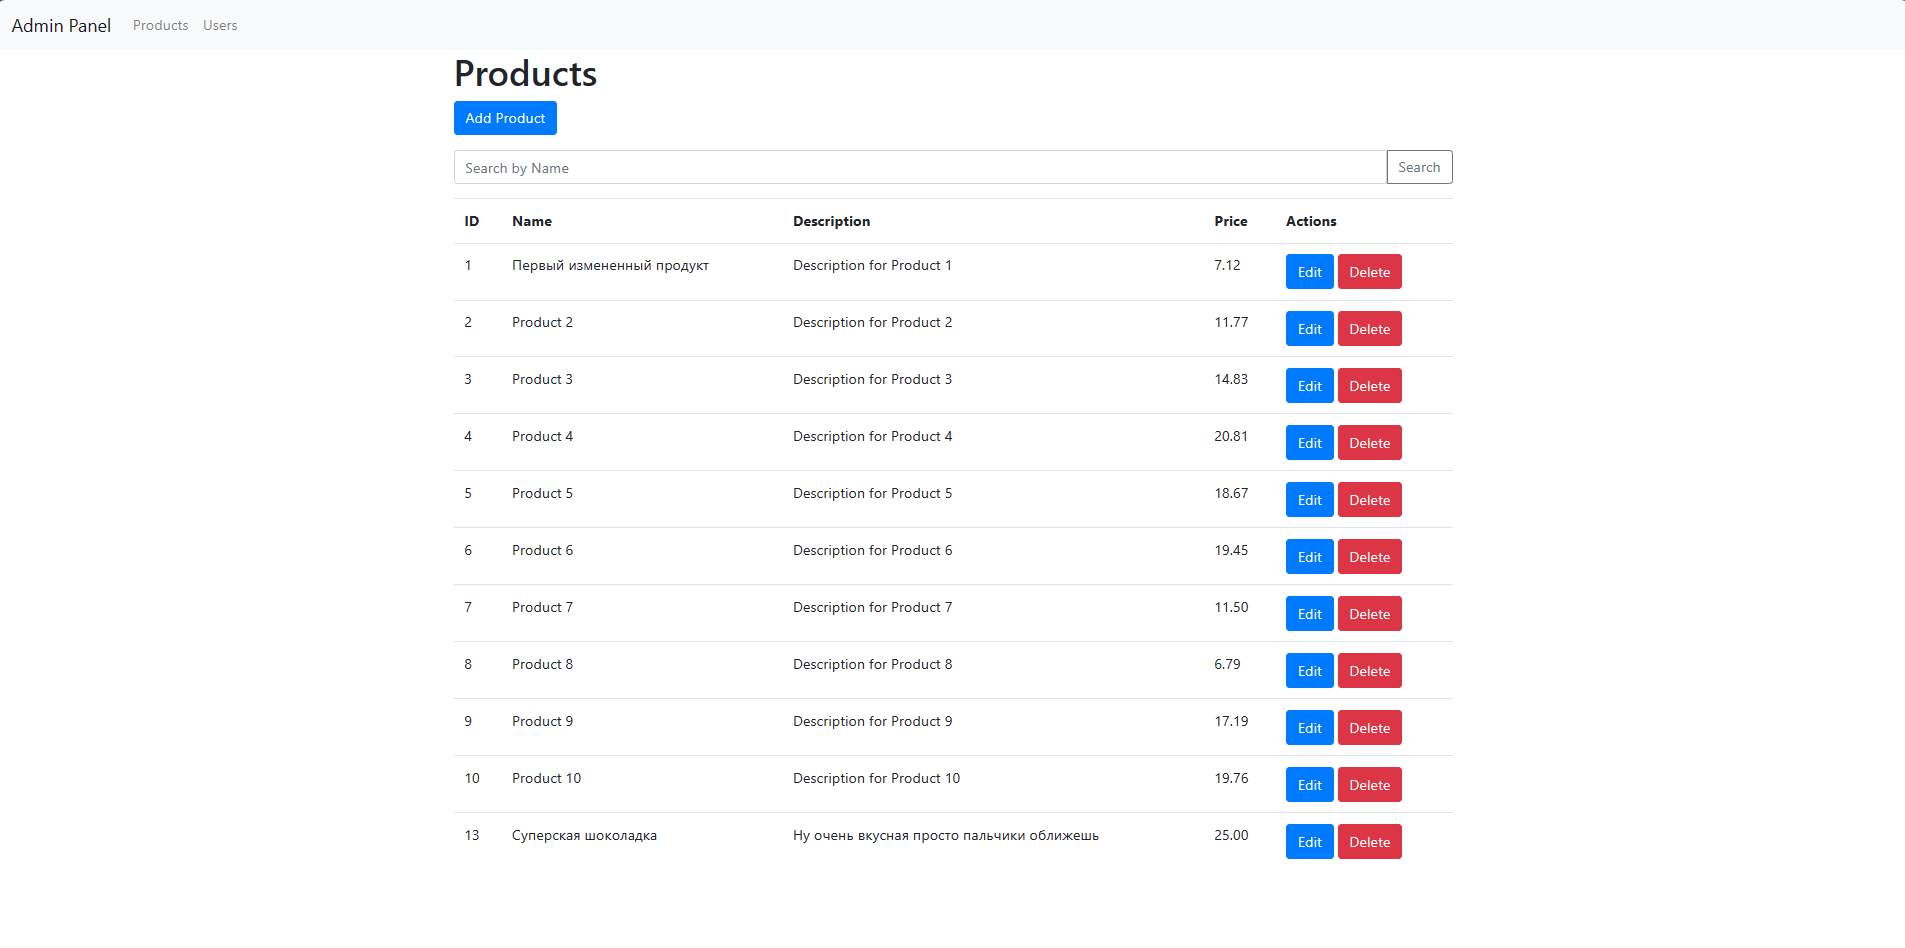 Admin Panel Products Users
Products
Add Product
Search by Name Search
ID Name Description Price Actions
1 Первый измененный продукт Description for Product 1 7.12 Edit Delete
2 Product 2 Description for Product 2 11.77 Edit Delete
3 Product 3 Description for Product 3 14.83 Edit Delete
4 Product 4 Description for Product 4 20.81 Edit Delete
5 Product 5 Description for Product 5 18.67 Edit Delete
6 Product 6 Description for Product 6 19.45 Edit Delete
7 Product 7 Description for Product 7 11.50 Edit Delete
8 Product 8 Description for Product 8 6.79 Edit Delete
9 Product 9 Description for Product 9 17.19 Edit Delete
10 Product 10 Description for Product 10 19.76 Edit Delete
13 Суперская шоколадка Ну очень вкусная просто пальчики оближешь 25.00 Edit Delete